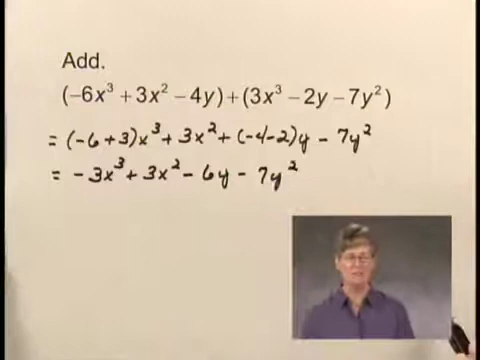 Add.
(−6x³ + 3x² − 4y) + (3x³ − 2y − 7y²)
= (−6+3)x³ + 3x² + (−4−2)y − 7y²
= −3x³ + 3x² − 6y − 7y²